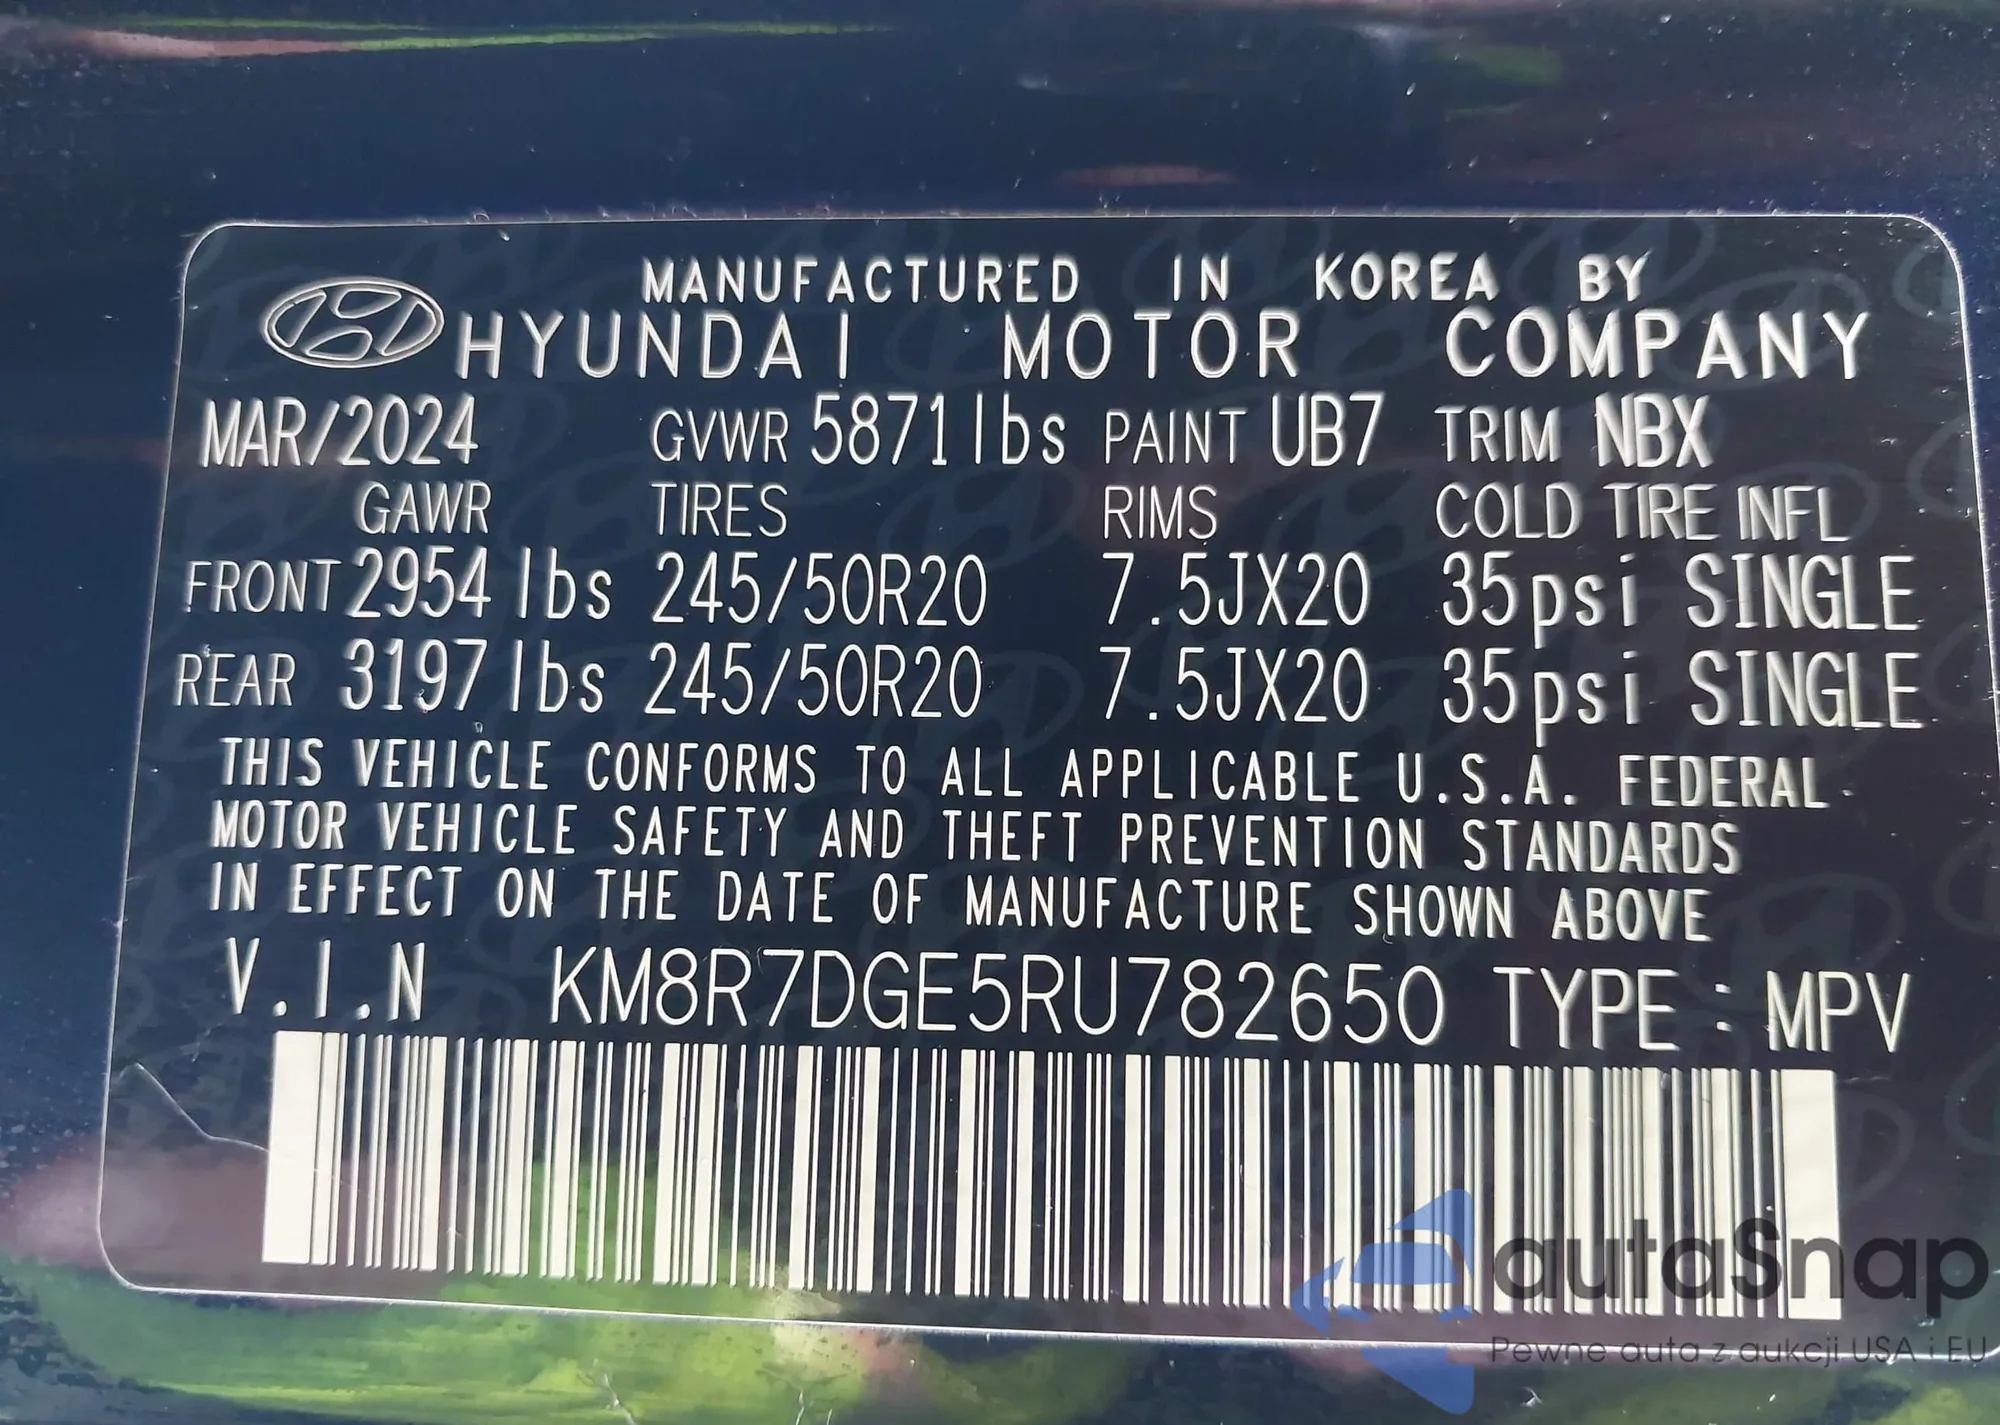 MANUFACTURED IN KOREA BY
HYUNDAI MOTOR COMPANY
MAR/2024 GVWR 5871lbs PAINT UB7 TRIM NBX
GAWR TIRES RIMS COLD TIRE INFL
FRONT 2954 lbs 245/50R20 7.5JX20 35psi SINGLE
REAR 3197 lbs 245/50R20 7.5JX20 35psi SINGLE
THIS VEHICLE CONFORMS TO ALL APPLICABLE U.S.A. FEDERAL
MOTOR VEHICLE SAFETY AND THEFT PREVENTION STANDARDS
IN EFFECT ON THE DATE OF MANUFACTURE SHOWN ABOVE
V.I.N KM8R7DGE5RU782650 TYPE : MPV
autaSnap
Pewne auta z aukcji USA i EU